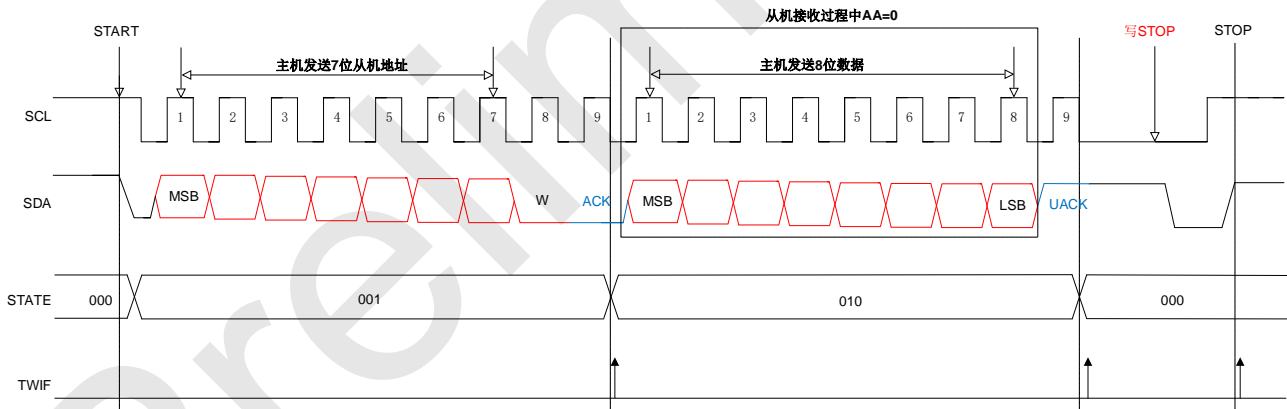 从机接收过程中AA=0
START
写STOP
STOP
主机发送7位从机地址
主机发送8位数据
SCL
1 2 3 4 5 6 7 8 9 1 2 3 4 5 6 7 8 9
SDA
MSB W ACK MSB LSB UACK
STATE
000 001 010 000
TWIF
Prelim